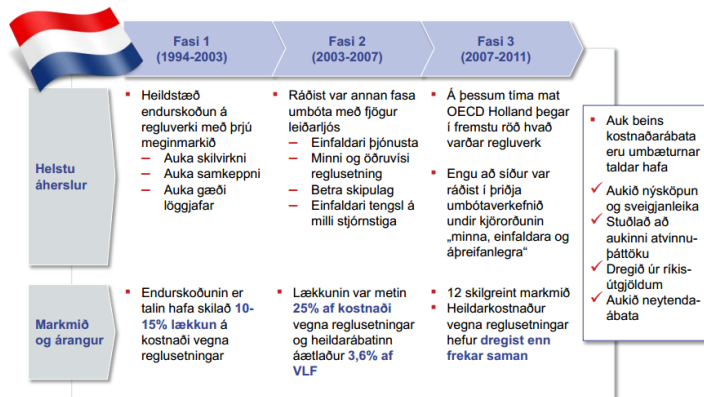 Fasi 1
(1994-2003)
Fasi 2
(2003-2007)
Fasi 3
(2007-2011)
Helstu
áherslur
Heildstæð
endurskoðun á
regluverki með þrjú
meginmarkið
Auka skilvirkni
Auka samkeppni
Auka gæði
löggjafar
Ráðist var annan fasa
umbóta með fjögur
leiðarljós
Einfaldari þjónusta
Minni og öðruvísi
reglusetning
Betra skipulag
Einfaldari tengsl á
milli stjórnstiga
Á þessum tíma mat
OECD Holland þegar
í fremstu röð hvað
varðar regluverk
Engu að síður var
ráðist í þriðja
umbótaverkefnið
undir kjörorðunum
„minna, einfaldara og
áþreifanlegra“
Markmið
og árangur
Endurskoðunin er
talin hafa skilað 10-
15% lækkun á
kostnaði vegna
reglusetningar
Lækkunin var metin
25% af kostnaði
vegna reglusetningar
og heildarábatinn
áætlaður 3,6% af
VLF
12 skilgreint markmið
Heildarkostnaður
vegna reglusetningar
hefur dregist enn
frekar saman
Auk beins
kostnaðarábata
eru umbæturnar
taldar hafa
Aukið nýsköpun
og sveigjanleika
Stuðlað að
aukinni atvinnu-
þáttöku
Dregið úr ríkis-
útgjöldum
Aukið neytenda-
ábata